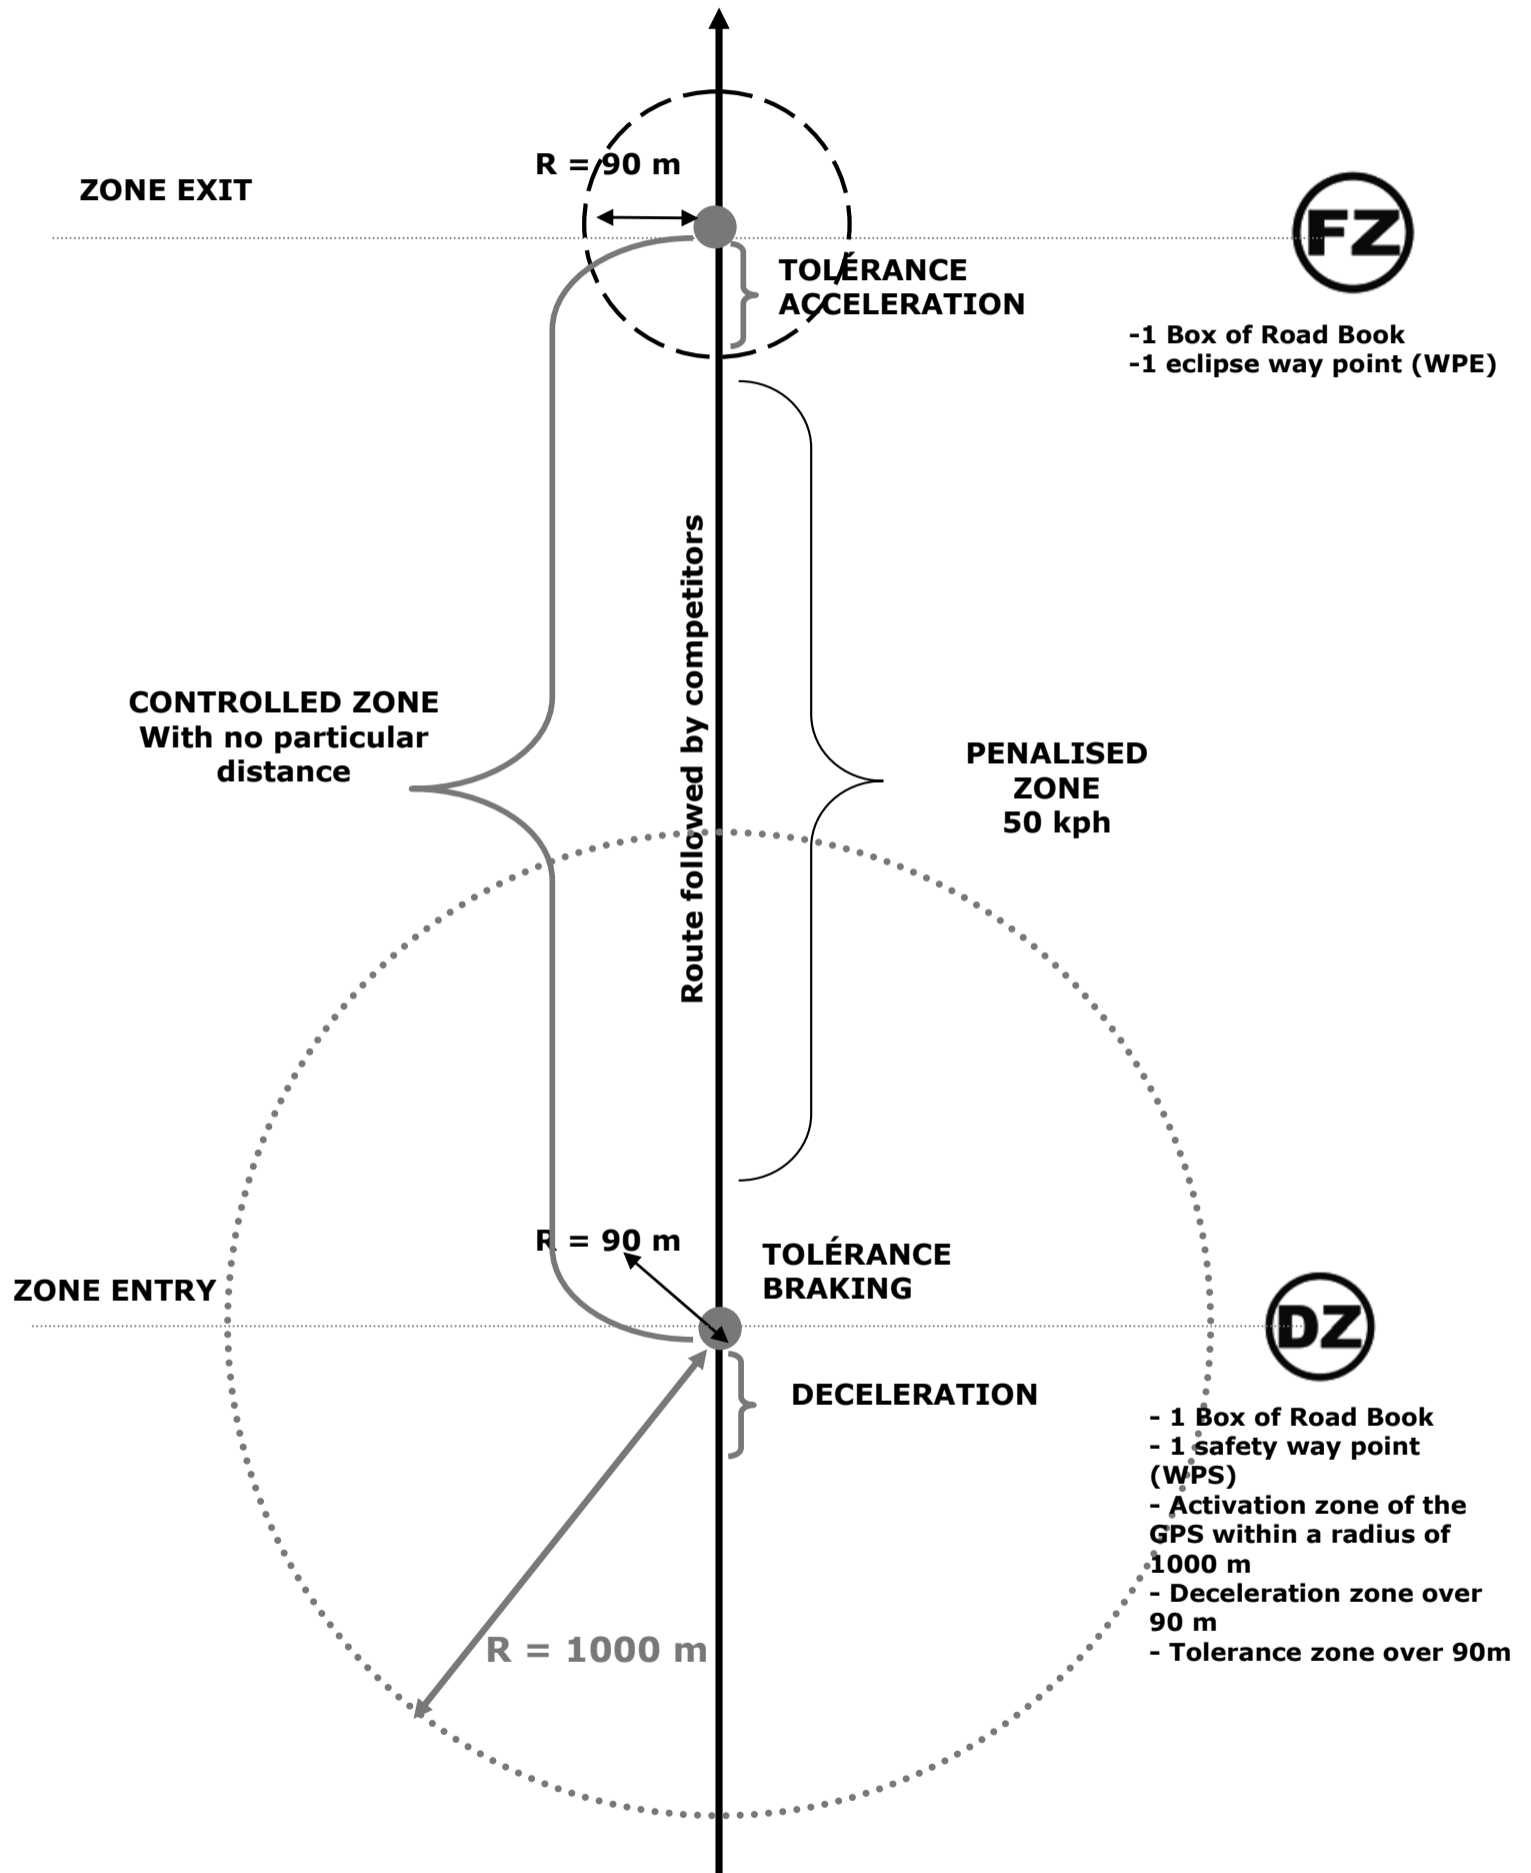 R = 90 m
ZONE EXIT
FZ
TOLÉRANCE
ACCELERATION
-1 Box of Road Book
-1 eclipse way point (WPE)
Route followed by competitors
CONTROLLED ZONE
With no particular
distance
PENALISED
ZONE
50 kph
R = 90 m
TOLÉRANCE
BRAKING
ZONE ENTRY
DZ
DECELERATION
- 1 Box of Road Book
- 1 safety way point
(WPS)
- Activation zone of the
GPS within a radius of
1000 m
- Deceleration zone over
90 m
- Tolerance zone over 90m
R = 1000 m